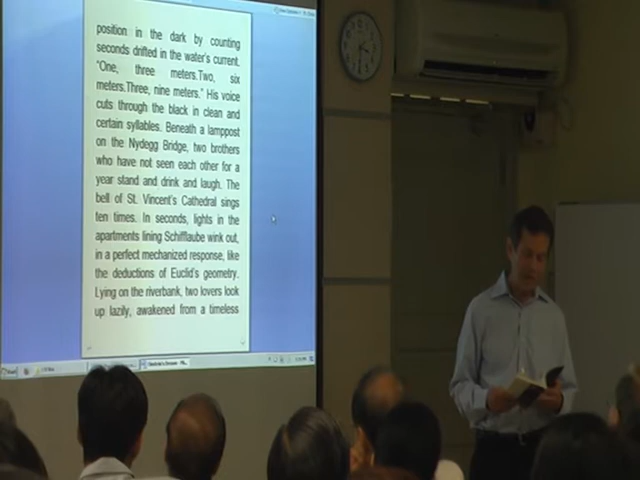 position in the dark by counting
seconds drifted in the water's current.
"One, three meters.Two, six
meters.Three, nine meters." His voice
cuts through the black in clean and
certain syllables. Beneath a lamppost
on the Nydegg Bridge, two brothers
who have not seen each other for a
year stand and drink and laugh. The
bell of St. Vincent's Cathedral sings
ten times. In seconds, lights in the
apartments lining Schifflaube wink out,
in a perfect mechanized response, like
the deductions of Euclid's geometry.
Lying on the riverbank, two lovers look
up lazily, awakened from a timeless